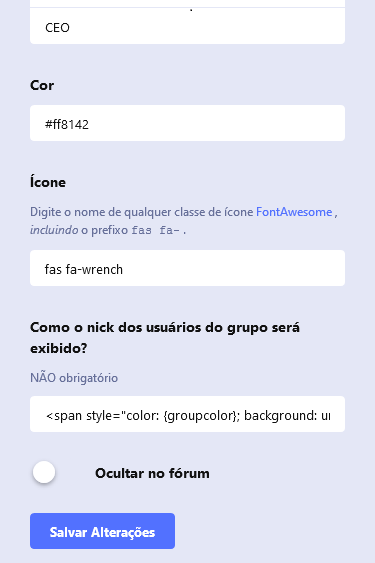 CEO
Cor
#ff8142
Ícone
Digite o nome de qualquer classe de ícone FontAwesome ,
incluindo o prefixo fas fa- .
fas fa-wrench
Como o nick dos usuários do grupo será
exibido?
NÃO obrigatório
<span style="color: {groupcolor}; background: ur
Ocultar no fórum
Salvar Alterações